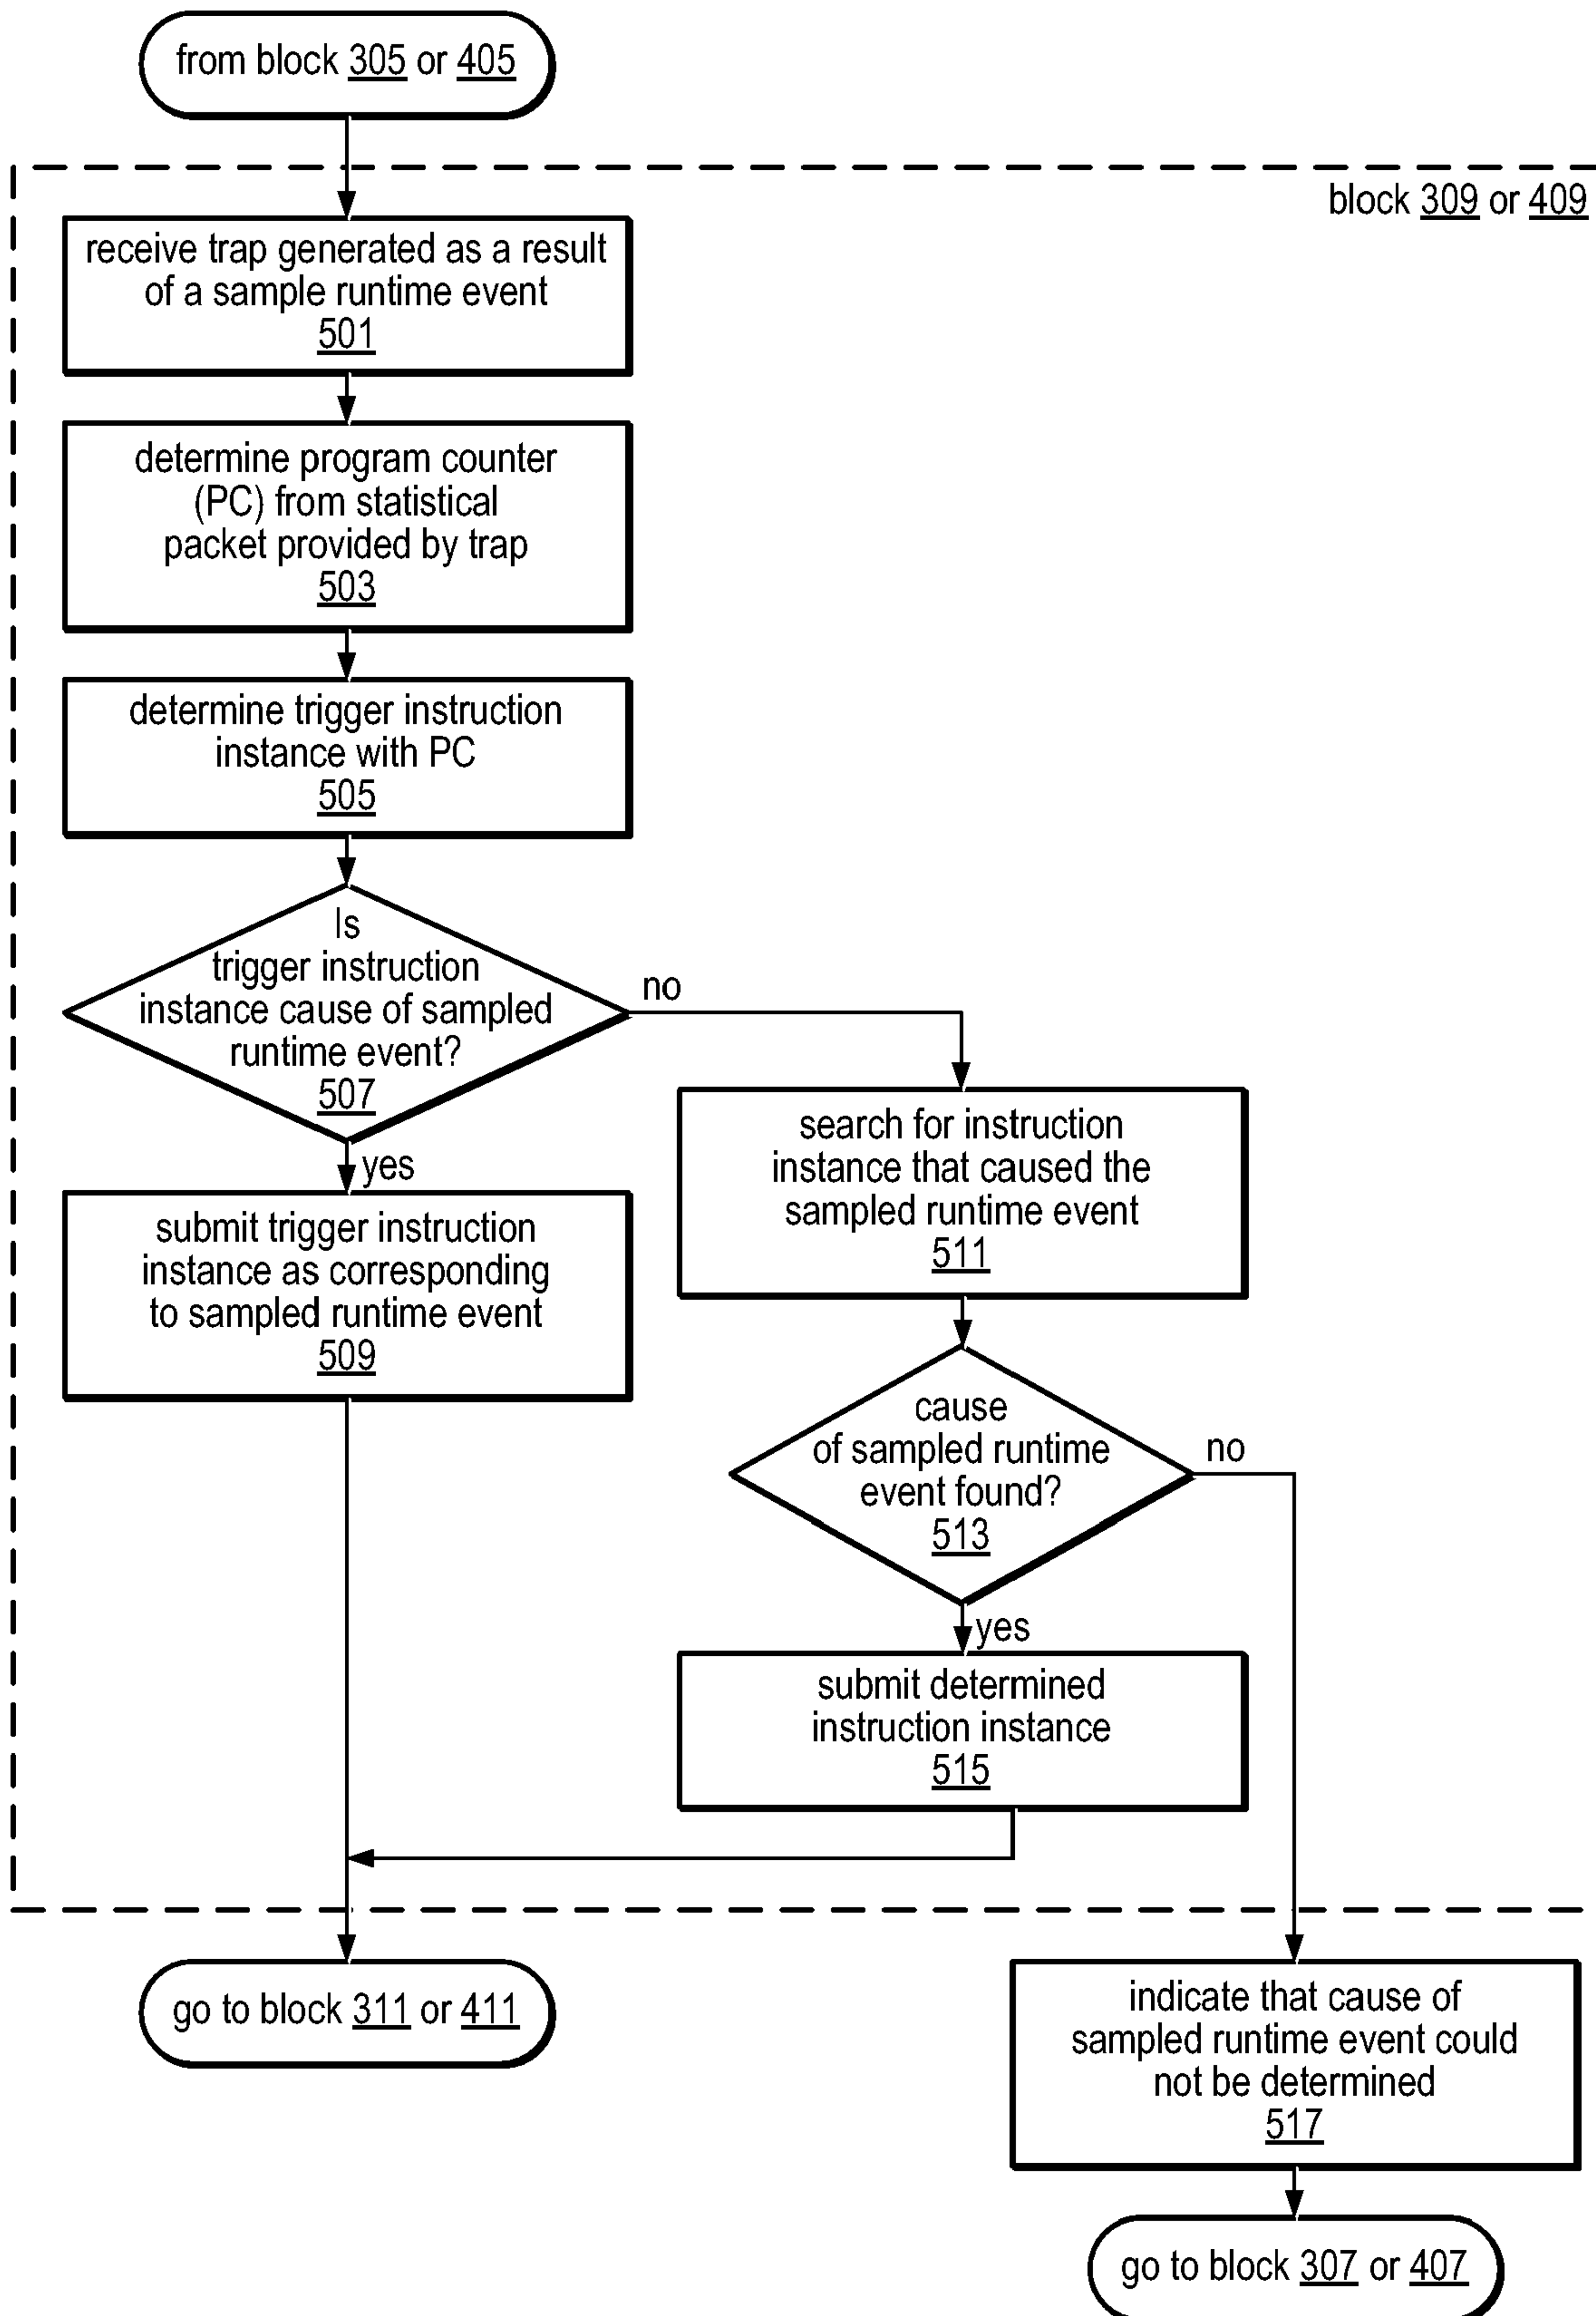 from block 305 or 405
block 309 or 409
receive trap generated as a result
of a sample runtime event
501
determine program counter
(PC) from statistical
packet provided by trap
503
determine trigger instruction
instance with PC
505
Is
trigger instruction
instance cause of sampled
runtime event?
507
no
yes
submit trigger instruction
instance as corresponding
to sampled runtime event
509
search for instruction
instance that caused the
sampled runtime event
511
cause
of sampled runtime
event found?
513
no
yes
submit determined
instruction instance
515
go to block 311 or 411
indicate that cause of
sampled runtime event could
not be determined
517
go to block 307 or 407